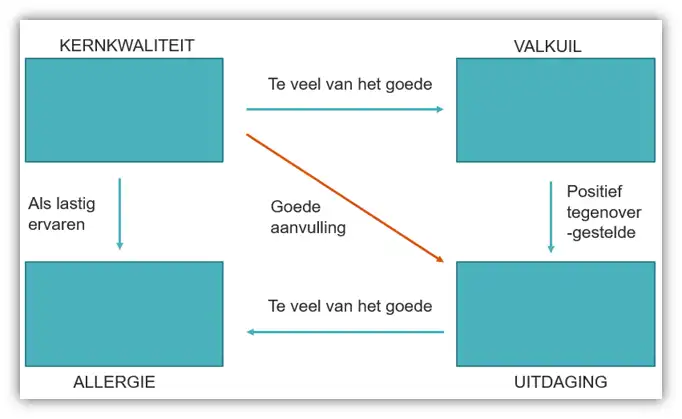 KERNKWALITEIT
VALKUIL
Te veel van het goede
Als lastig
ervaren
Goede
aanvulling
Positief
tegenover
-gestelde
Te veel van het goede
ALLERGIE
UITDAGING